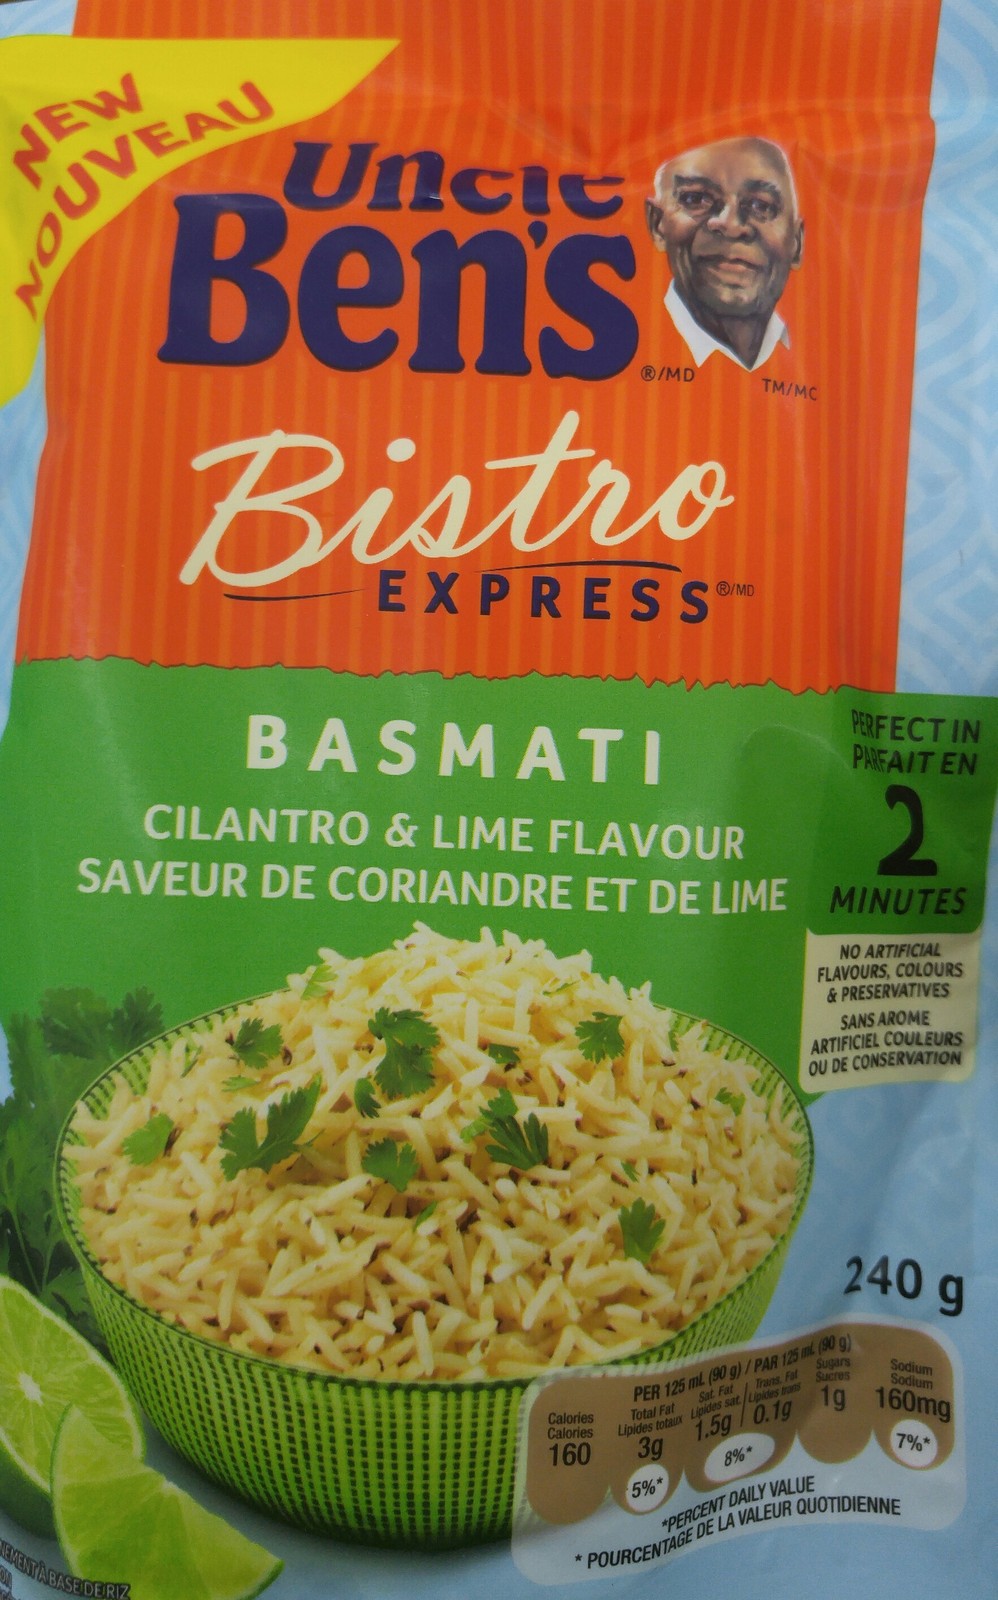 NEW
NOUVEAU
Uncle
Ben's
®/MD
TM/MC
Bistro
EXPRESS®/MD
BASMATI
CILANTRO & LIME FLAVOUR
SAVEUR DE CORIANDRE ET DE LIME
PERFECT IN
PARFAIT EN
2
MINUTES
NO ARTIFICIAL
FLAVOURS, COLOURS
& PRESERVATIVES
SANS AROME
ARTIFICIEL COULEURS
OU DE CONSERVATION
240 g
PER 125 mL (90 g) / PAR 125 mL (90 g)
Calories
Calories
160
Total Fat
Lipides totaux
3g
5%*
Sat. Fat
Lipides sat.
1.5g
Trans. Fat
Lipides trans
0.1g
8%*
Sugars
Sucres
1g
Sodium
Sodium
160mg
7%*
*PERCENT DAILY VALUE
* POURCENTAGE DE LA VALEUR QUOTIDIENNE
À BASE DE RIZ